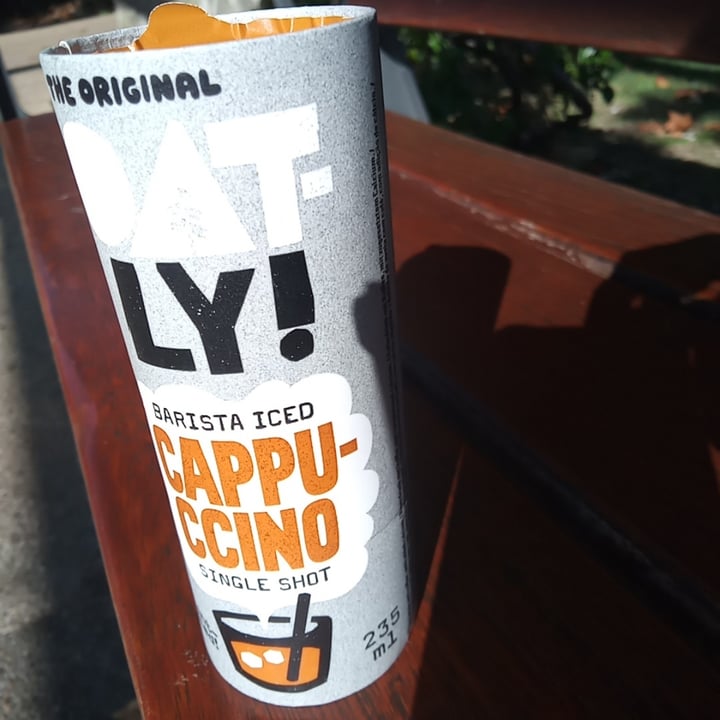 THE ORIGINAL
OAT-
LY!
BARISTA ICED
CAPPU-
CCINO
SINGLE SHOT
235
ml